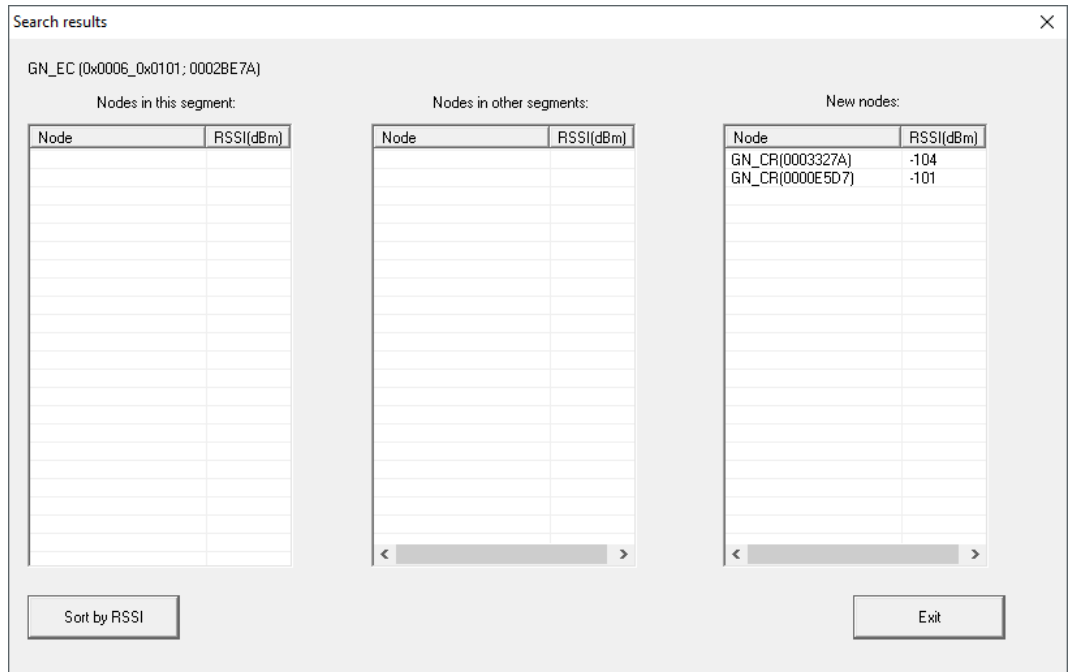 Search results
GN_EC (0x0006_0x0101; 0002BE7A)
Nodes in this segment: Nodes in other segments: New nodes:
Node RSSI(dBm) Node RSSI(dBm) Node RSSI(dBm)
GN_CR(0003327A) -104
GN_CR(0000E5D7) -101
Sort by RSSI Exit